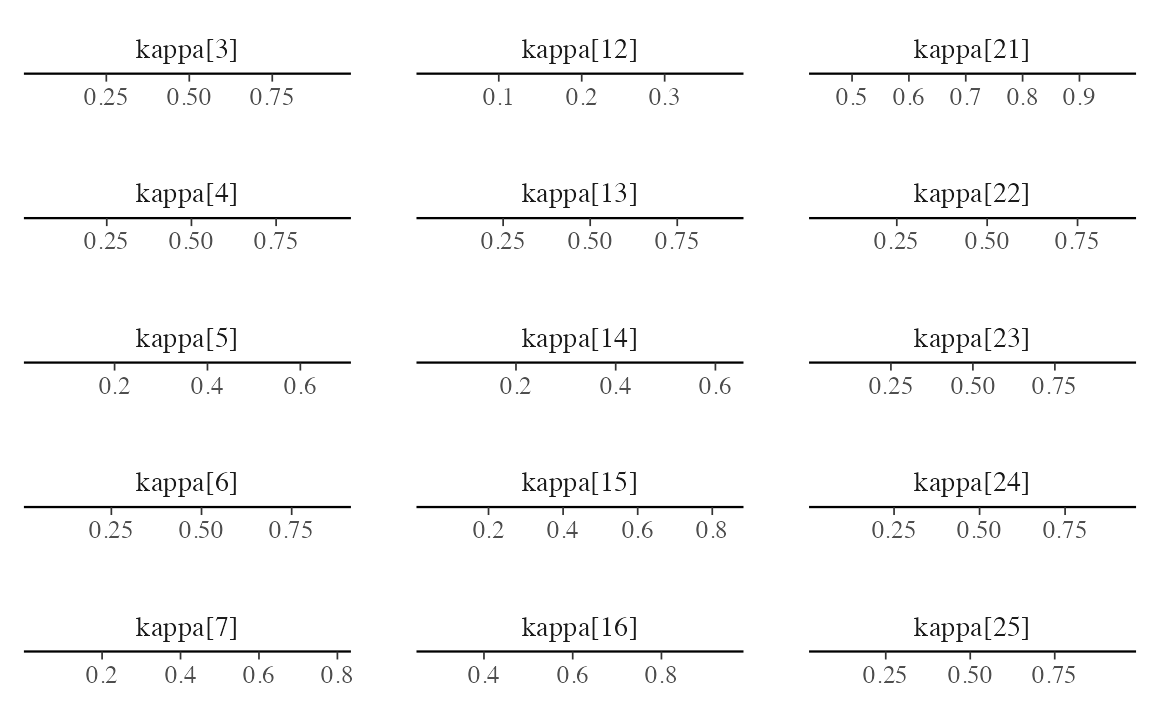 kappa[3] kappa[12] kappa[21]
0.25 0.50 0.75 0.1 0.2 0.3 0.5 0.6 0.7 0.8 0.9
kappa[4] kappa[13] kappa[22]
0.25 0.50 0.75 0.25 0.50 0.75 0.25 0.50 0.75
kappa[5] kappa[14] kappa[23]
0.2 0.4 0.6 0.2 0.4 0.6 0.25 0.50 0.75
kappa[6] kappa[15] kappa[24]
0.25 0.50 0.75 0.2 0.4 0.6 0.8 0.25 0.50 0.75
kappa[7] kappa[16] kappa[25]
0.2 0.4 0.6 0.8 0.4 0.6 0.8 0.25 0.50 0.75